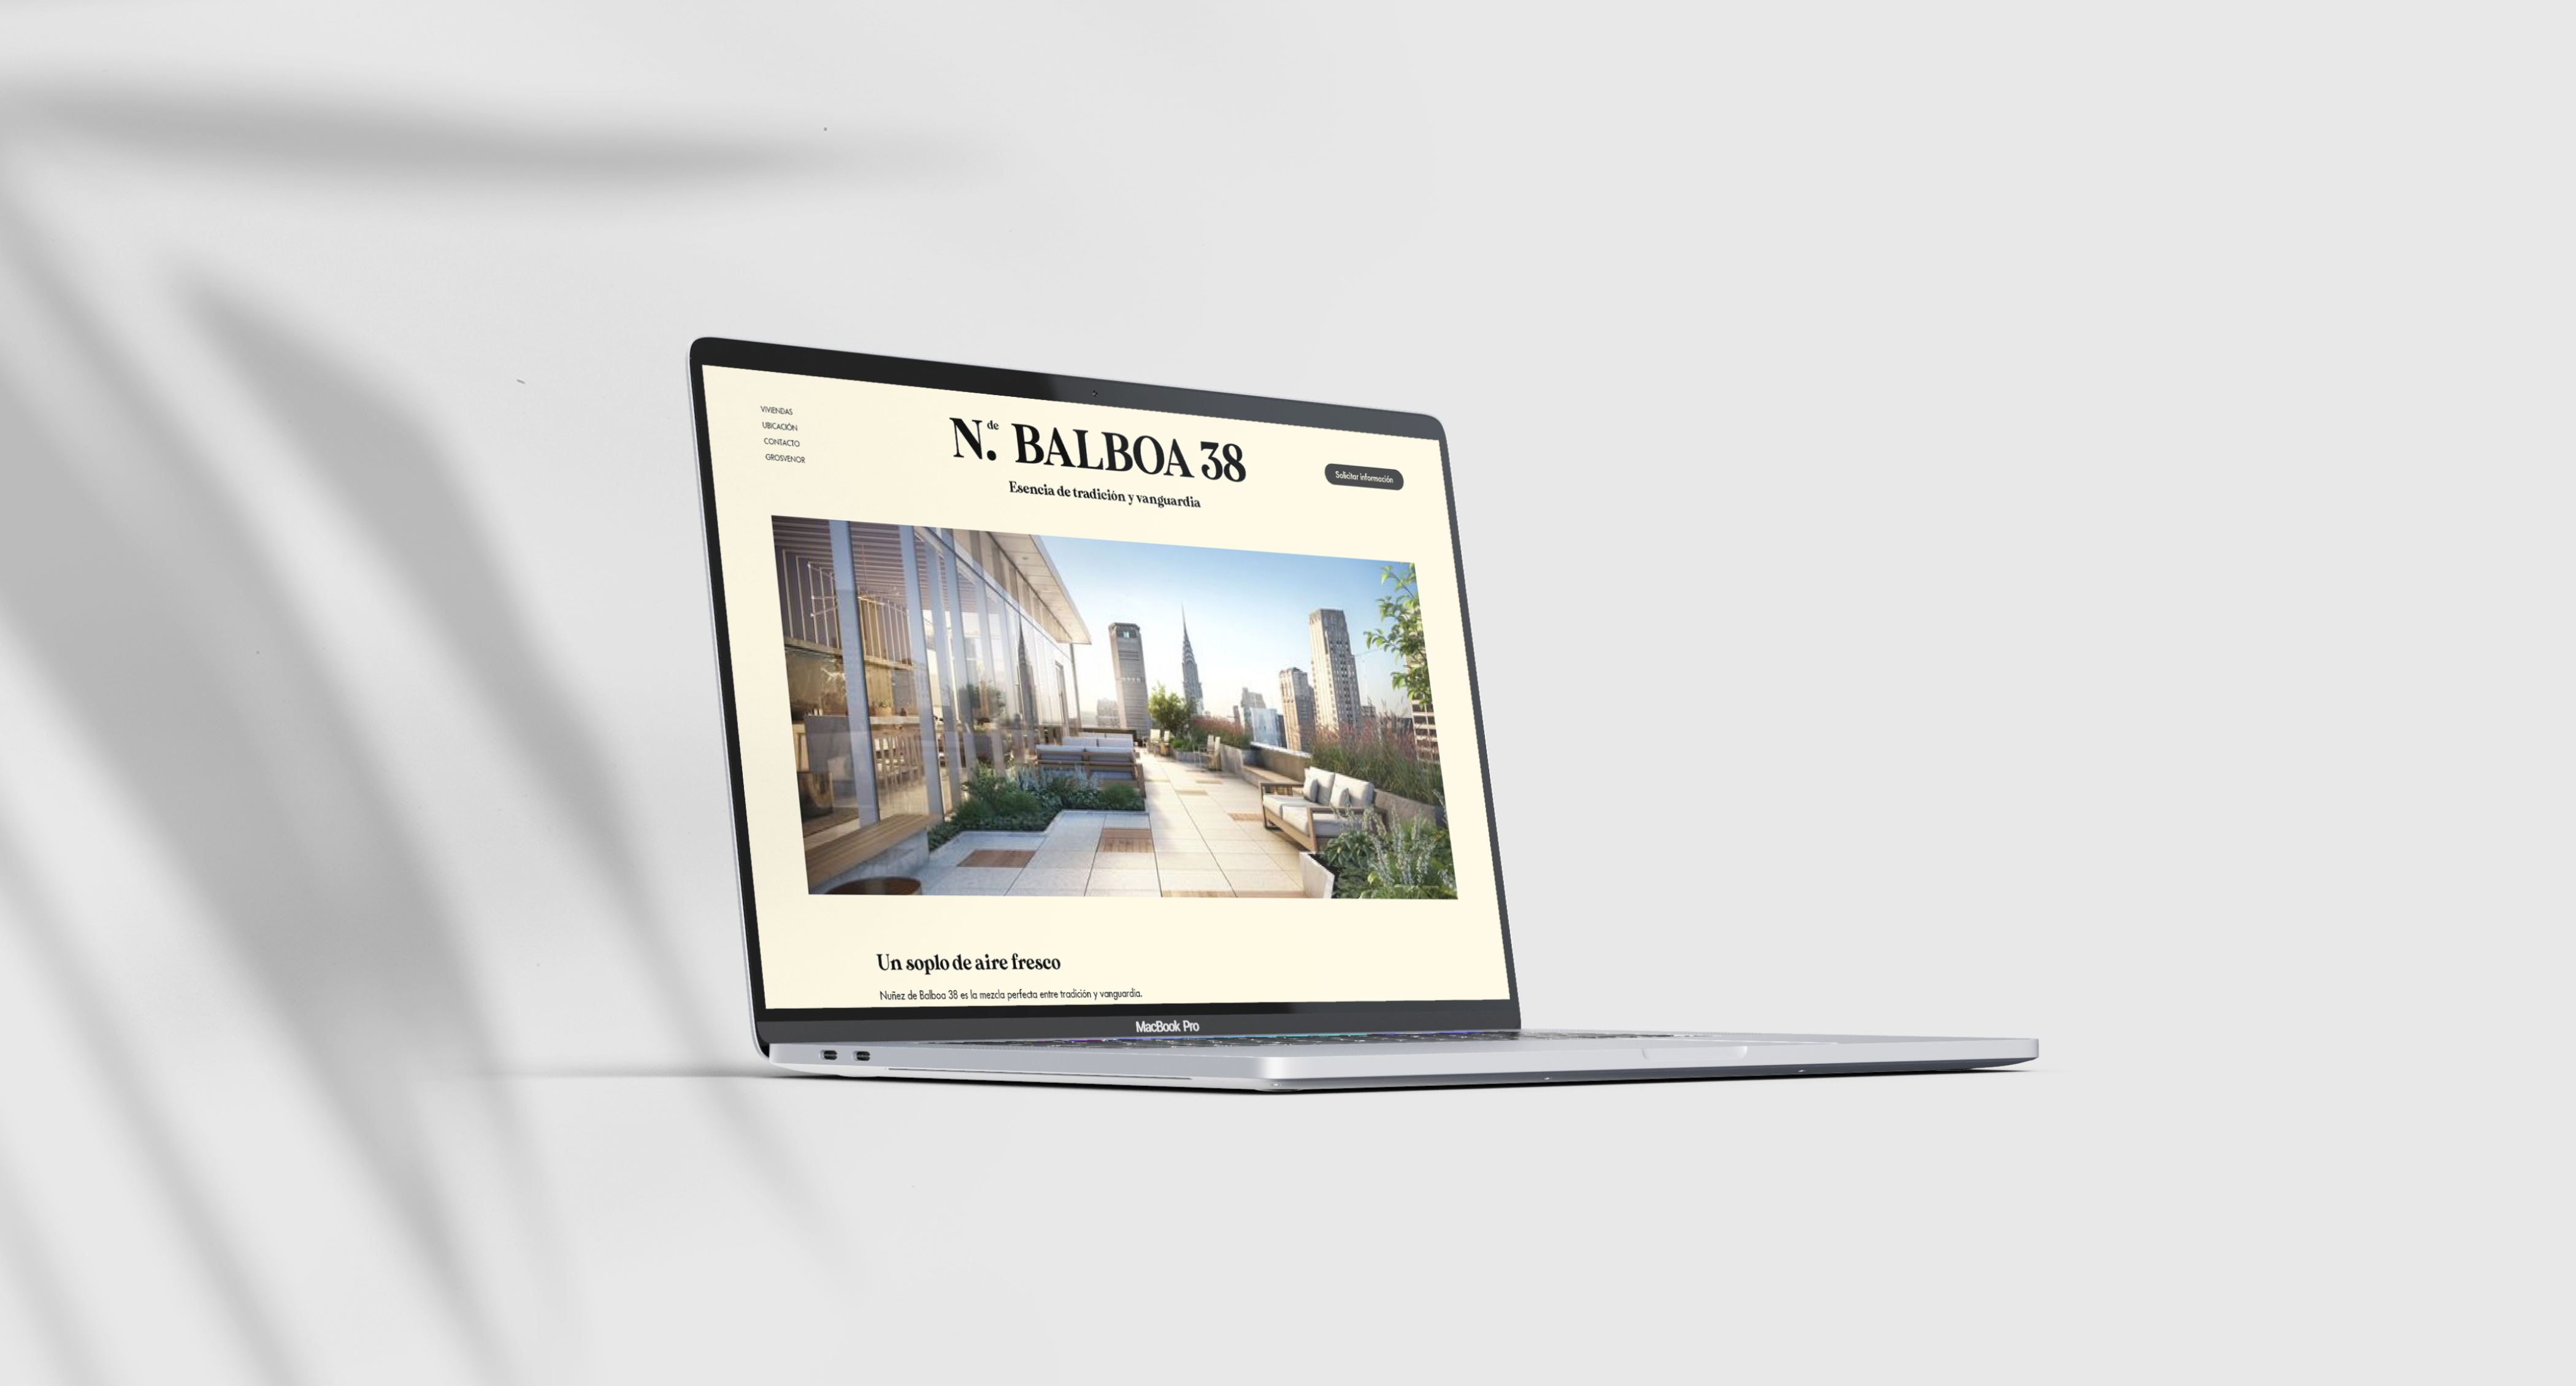 VIVIENDAS
UBICACIÓN
CONTACTO
GROSVENOR
N.de BALBOA 38
Esencia de tradición y vanguardia
Solicitar información
Un soplo de aire fresco
Nuñez de Balboa 38 es la mezcla perfecta entre tradición y vanguardia.
MacBook Pro